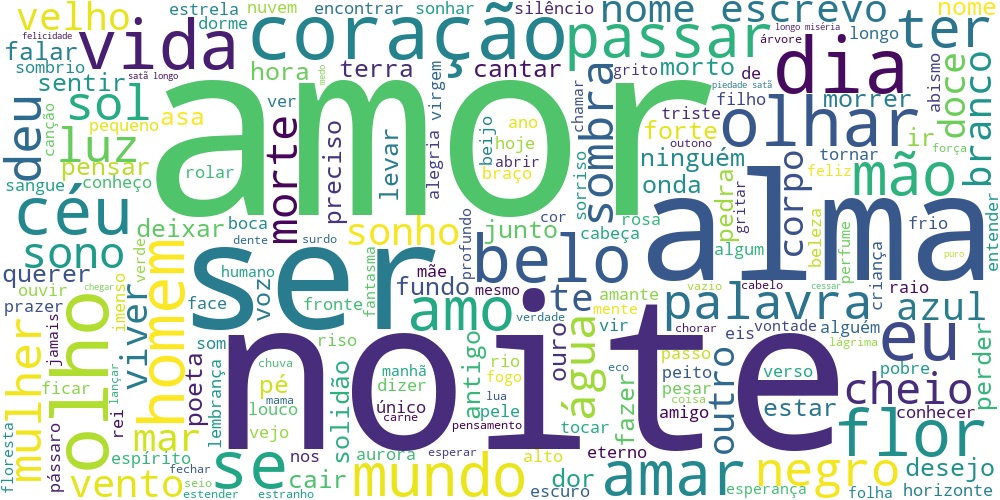 velho
estrela
nuvem
encontrar
sonhar
silêncio
nome
escrevo
ter
nome
felicidade
vida
dorme
coração
passar
longo miséria
longo
falar
sombrio
satã longo
hora
terra
cantar
grito
morto
de
árvore
dia
sentir
sol
amor
medo
piedade satã
filho
morrer
branco
doce
abismo
deu
canção
pequeno
asa
ver
virgem
beijo
ano
chamar
sombra
triste
olhar
ir
força
luz
pensar
morte
preciso
levar
alegria
hoje
abrir
braço
forte
outono
tornar
feliz
ninguém
mão
sangue
conheço
rolar
sorriso
onda
pedra
corpo
céu
deixar
boca
sonho
junto
cor
rosa
gritar
alma
beleza
perfume
criança
frio
entender
sono
verde
dente
surdo
profundo
belo
cabeça
algum
puro
querer
homem
ser
humano
mãe
fundo
mesmo
vazio
cabelo
cessar
raio
ouvir
chegar
imenso
voz
fantasma
amo
te
amante
mente
palavra
azul
prazer
olho
face
fronte
verdade
ouro
vir
chorar
eis
vontade
alguém
lágrima
eu
mulher
jamais
viver
som
riso
noite
água
passo
pobre
perder
lançar
chuva
manhã
rio
fogo
eco
peito
verso
ficar
poeta
pé
dizer
antigo
lua
pesar
coisa
outro
cheio
rei
lembrança
louco
mama
solidão
único
carne
pensamento
pele
fazer
amigo
estar
conhecer
floresta
pássaro
mar
vejo
nos
tocar
eterno
flor
espírito
se
aurora
esperar
alto
dor
amar
negro
desejo
vento
fechar
seio
cair
mundo
escuro
esperança
folha
horizonte
estender
estranho